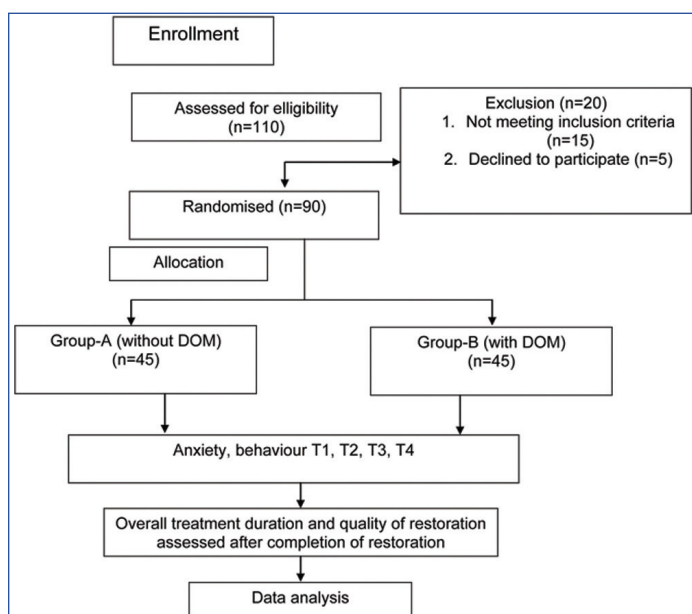 Enrollment
Assessed for elligibility
(n=110)
Exclusion (n=20)
1. Not meeting inclusion criteria
(n=15)
2. Declined to participate (n=5)
Randomised (n=90)
Allocation
Group-A (without DOM)
(n=45)
Group-B (with DOM)
(n=45)
Anxiety, behaviour T1, T2, T3, T4
Overall treatment duration and quality of restoration
assessed after completion of restoration
Data analysis